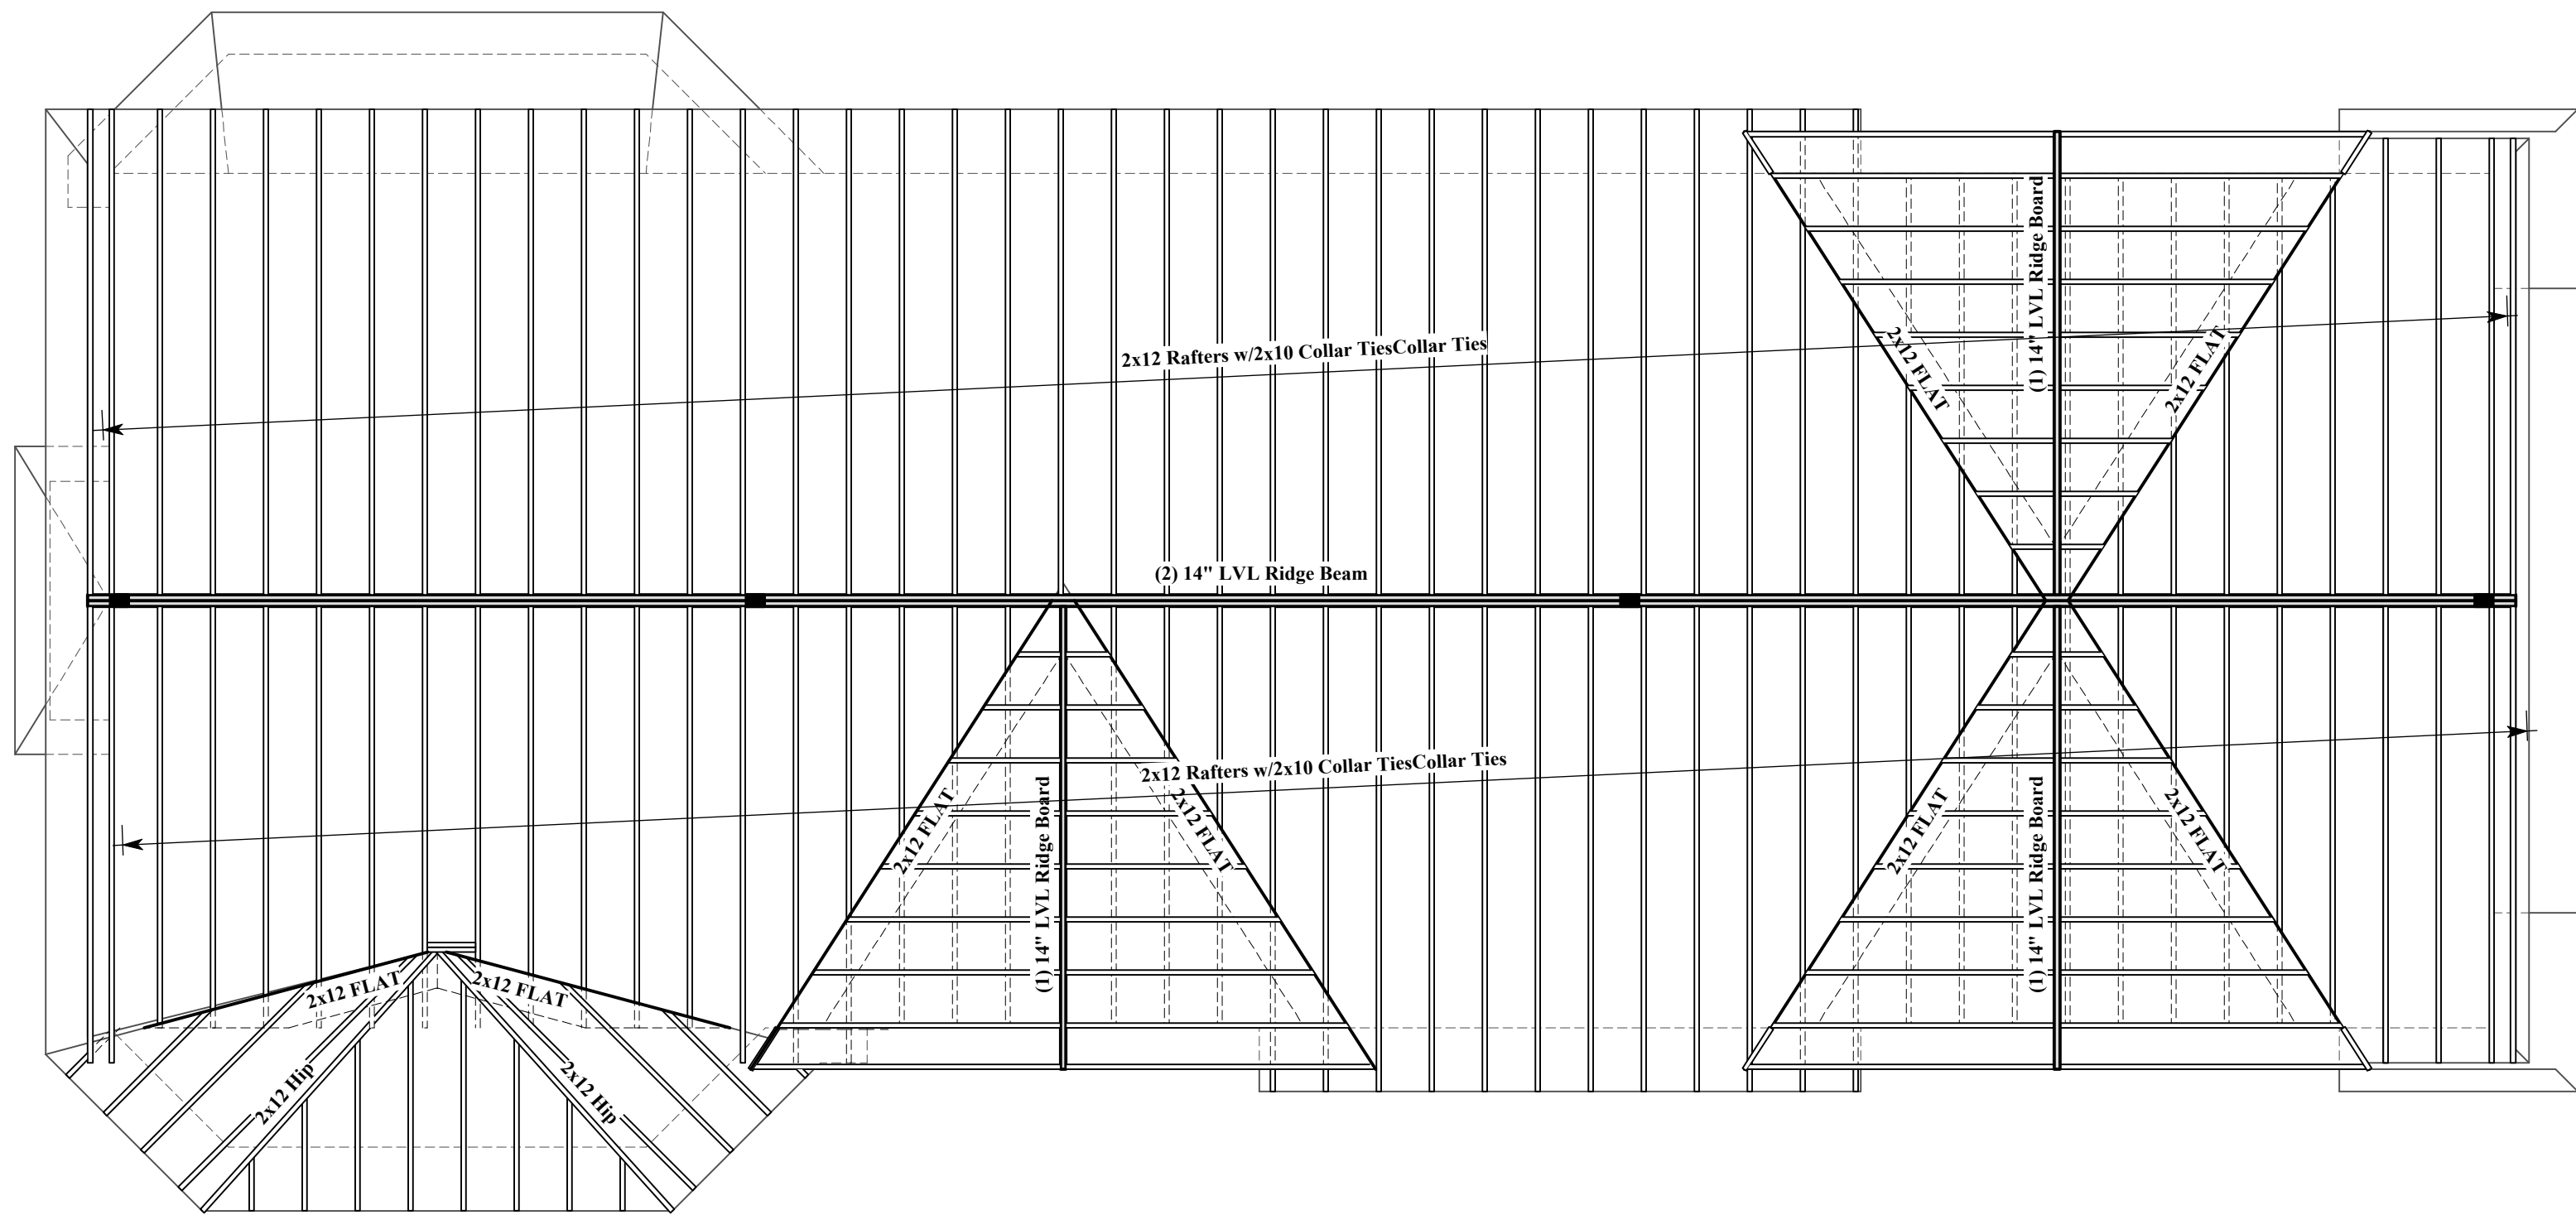 (1) 14" LVL Ridge Board
2x12 Rafters w/2x10 Collar TiesCollar Ties
2x12 FLAT
2x12 FLAT
(2) 14" LVL Ridge Beam
2x12 Rafters w/2x10 Collar TiesCollar Ties
2x12 FLAT
(1) 14" LVL Ridge Board
2x12 FLAT
2x12 FLAT
(1) 14" LVL Ridge Board
2x12 FLAT
2x12 FLAT
2x12 FLAT
2x12 Hip
2x12 Hip